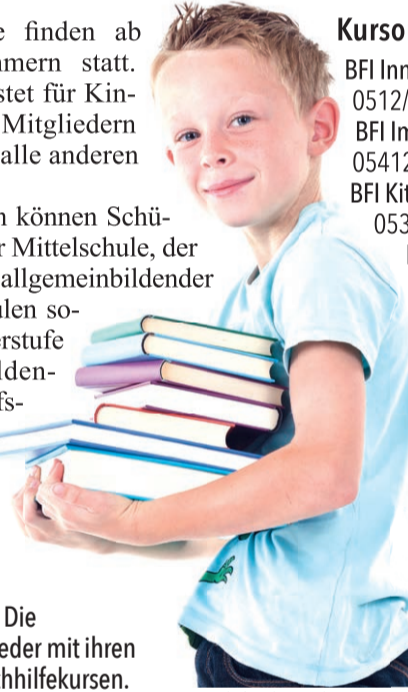 e finden ab
mmern statt.
stet für Kin-
Mitgliedern
alle anderen
n können Schü-
r Mittelschule, der
allgemeinbildender
ulen so-
erstufe
lden-
fs-
Die
eder mit ihren
chhilfekursen.
Kurso
BFI Inn
0512/
BFI Im
05412
BFI Kit
053